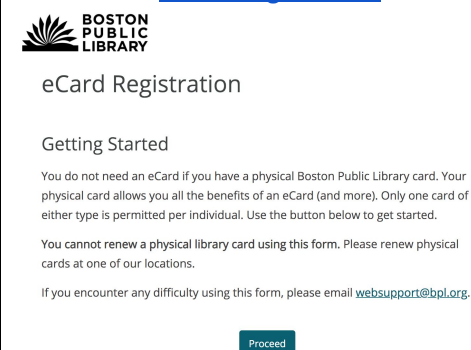 BOSTON
PUBLIC
LIBRARY
eCard Registration
Getting Started
You do not need an eCard if you have a physical Boston Public Library card. Your
physical card allows you all the benefits of an eCard (and more). Only one card of
either type is permitted per individual. Use the button below to get started.
You cannot renew a physical library card using this form. Please renew physical
cards at one of our locations.
If you encounter any difficulty using this form, please email websupport@bpl.org.
Proceed